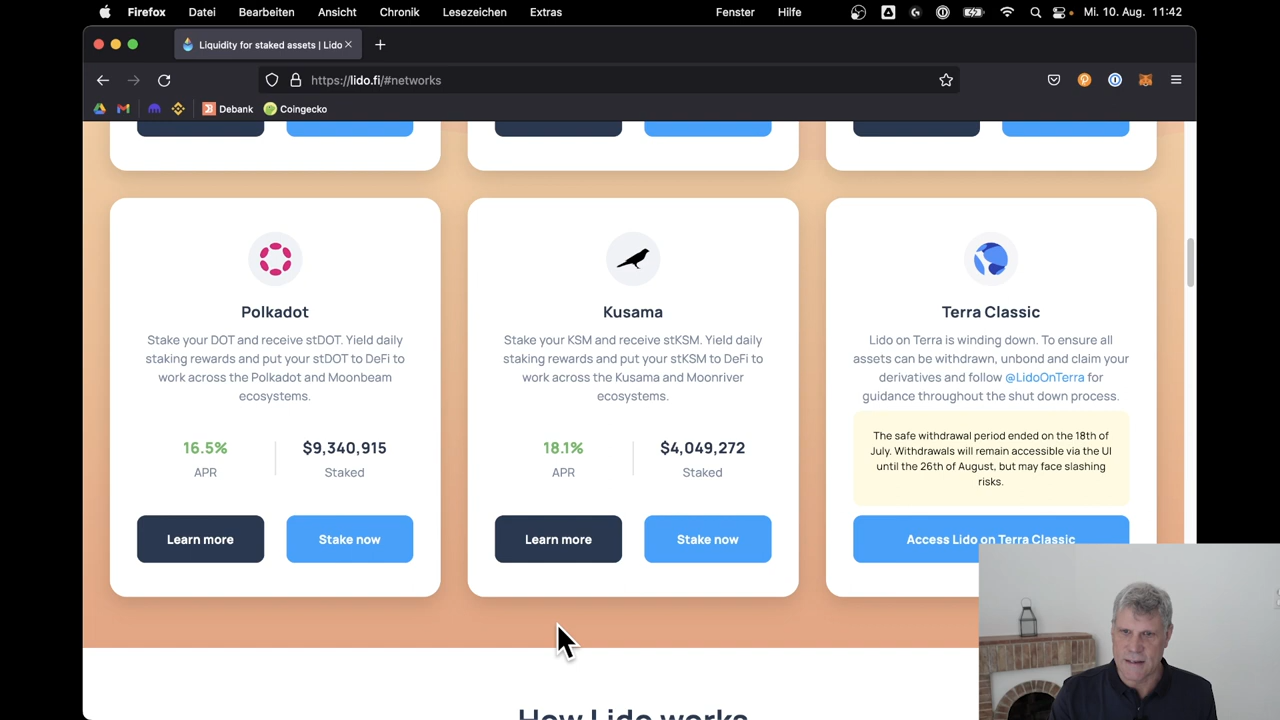 Firefox Datei Bearbeiten Ansicht Chronik Lesezeichen Extras Fenster Hilfe Mi. 10. Aug. 11:42
Liquidity for staked assets | Lido
https://lido.fi/#networks
Debank Coingecko
Polkadot
Stake your DOT and receive stDOT. Yield daily
staking rewards and put your stDOT to DeFi to
work across the Polkadot and Moonbeam
ecosystems.
16.5% $9,340,915
APR Staked
Learn more Stake now
Kusama
Stake your KSM and receive stKSM. Yield daily
staking rewards and put your stKSM to DeFi to
work across the Kusama and Moonriver
ecosystems.
18.1% $4,049,272
APR Staked
Learn more Stake now
Terra Classic
Lido on Terra is winding down. To ensure all
assets can be withdrawn, unbond and claim your
derivatives and follow @LidoOnTerra for
guidance throughout the shut down process.
The safe withdrawal period ended on the 18th of
July. Withdrawals will remain accessible via the UI
until the 26th of August, but may face slashing
risks.
Access Lido on Terra Classic
How Lido works